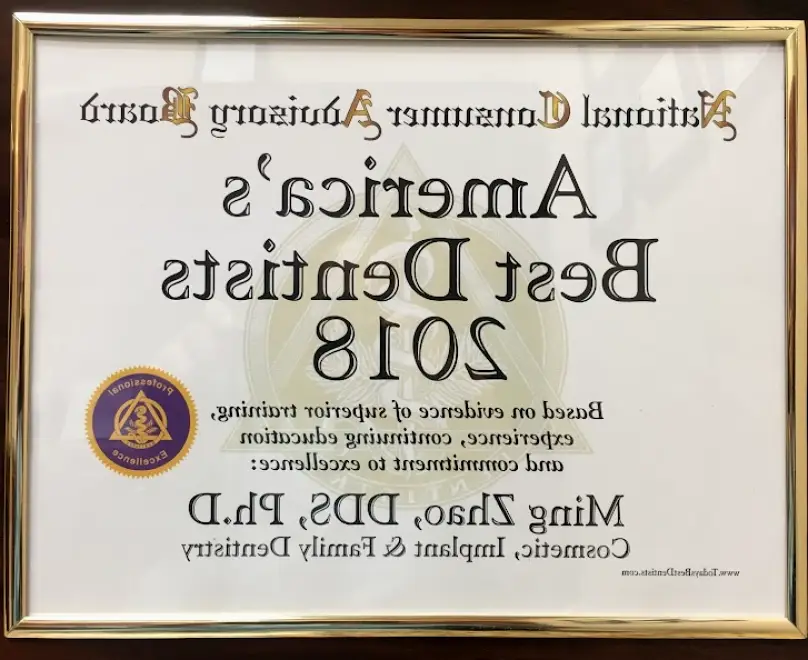 National Consumer Advisory Board
America's
Best Dentists
2018
Based on evidence of superior training,
experience, continuing education
and commitment to excellence:
Ming Zhao, DDS, Ph.D
Cosmetic, Implant & Family Dentistry
www.TodaysBestDentists.com
Professional
Excellence